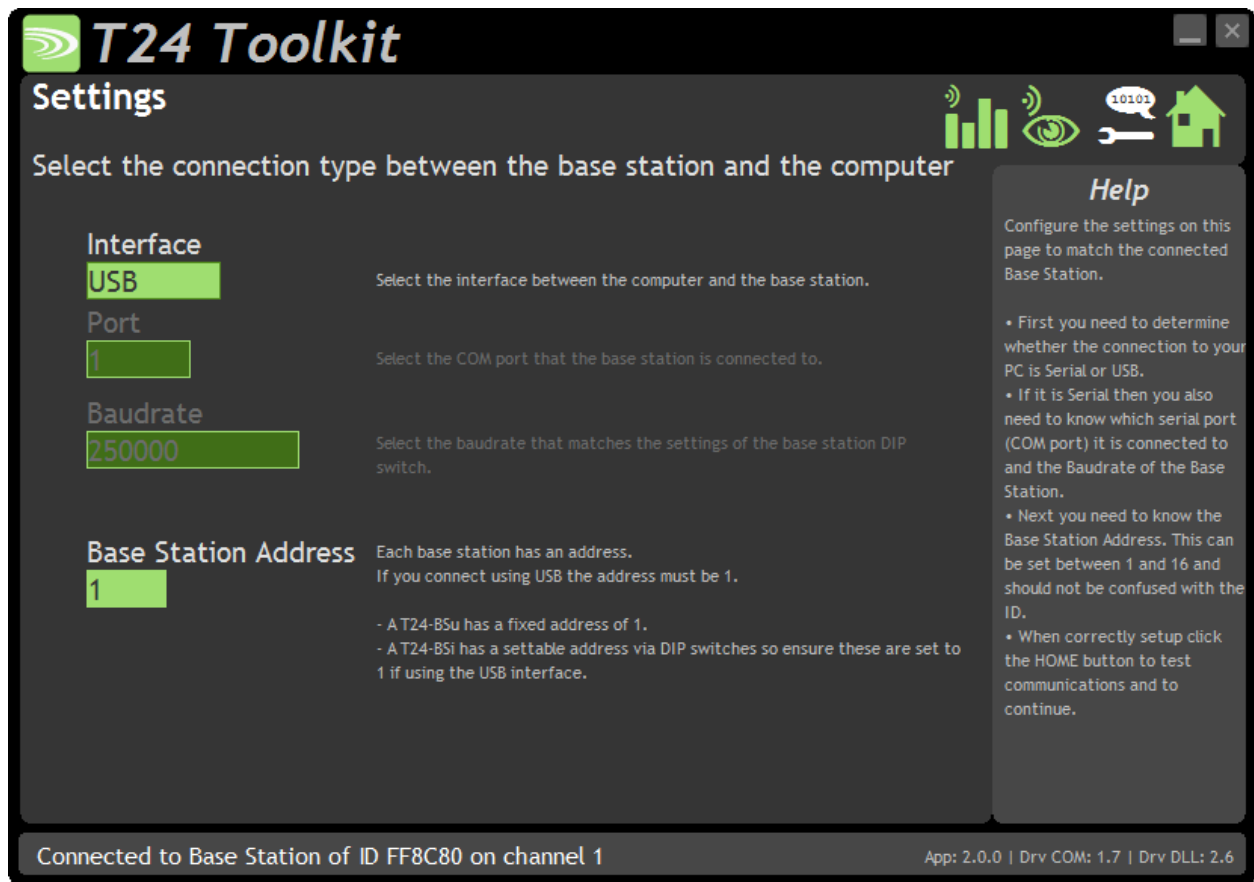 T24 Toolkit
Settings
10101
Select the connection type between the base station and the computer
Interface
USB
Select the interface between the computer and the base station.
Port
1
Select the COM port that the base station is connected to.
Baudrate
250000
Select the baudrate that matches the settings of the base station DIP
switch.
Base Station Address
1
Each base station has an address.
If you connect using USB the address must be 1.
- A T24-BSu has a fixed address of 1.
- A T24-BSi has a settable address via DIP switches so ensure these are set to
1 if using the USB interface.
Help
Configure the settings on this
page to match the connected
Base Station.
• First you need to determine
whether the connection to your
PC is Serial or USB.
• If it is Serial then you also
need to know which serial port
(COM port) it is connected to
and the Baudrate of the Base
Station.
• Next you need to know the
Base Station Address. This can
be set between 1 and 16 and
should not be confused with the
ID.
• When correctly setup click
the HOME button to test
communications and to
continue.
Connected to Base Station of ID FF8C80 on channel 1
App: 2.0.0 | Drv COM: 1.7 | Drv DLL: 2.6